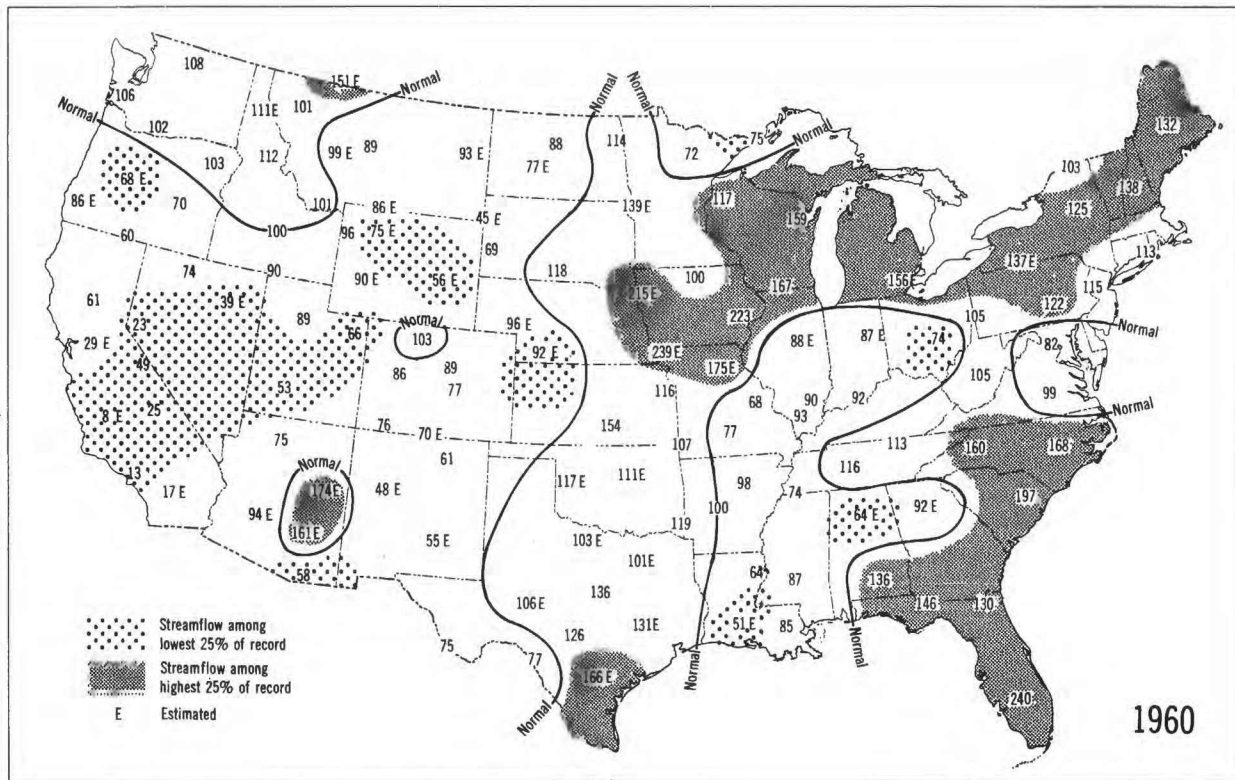 108
151 E
Normal
106
Normal
111E
101
102
103
112
99 E
89
93 E
88
77 E
Normal
114
Normal
72
75
Normal
132
103
138
125
68 E
86 E
70
101
100
60
86 E
96
75 E
45 E
69
139 E
117
159
137 E
113
74
90
90 E
56 E
118
100
167
156E
122
115
61
39 E
89
215E
223
105
23
66
Normal
103
96 E
92 E
88 E
87 E
74
82
Normal
29 E
49
86
89
77
239E
175E
105
99
Normal
8 E
25
53
116
68
90
93
92
76
70 E
154
77
113
160
168
75
61
107
116
13
17 E
Normal
174E
48 E
117E
111E
98
74
197
94 E
161E
100
64 E
92 E
55 E
119
103 E
101E
58
64
136
87
136
146
130
106 E
131E
51 E
85
126
75
77
Normal
Normal
166 E
Normal
240
Streamflow among
lowest 25% of record
Streamflow among
highest 25% of record
E Estimated
1960